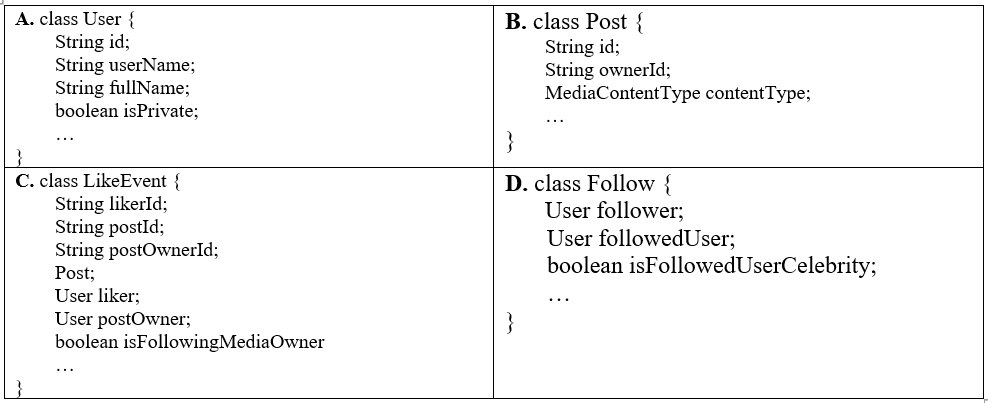 A. class User {
String id;
String userName;
String fullName;
boolean isPrivate;
…
}
B. class Post {
String id;
String ownerId;
MediaContentType contentType;
…
}
C. class LikeEvent {
String likerId;
String postId;
String postOwnerId;
Post;
User liker;
User postOwner;
boolean isFollowingMediaOwner
…
}
D. class Follow {
User follower;
User followedUser;
boolean isFollowedUserCelebrity;
…
}